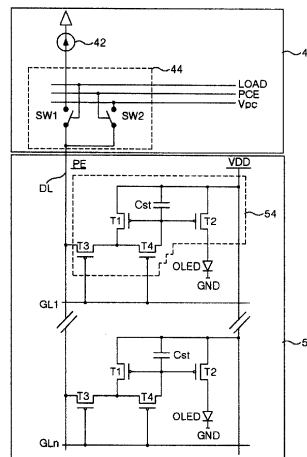 42
44
4
LOAD
PCE
Vpc
SW1
SW2
DL
PE
VDD
54
Cst
T1
T2
T3
T4
OLED
GND
GL1
5
Cst
T1
T2
T3
T4
OLED
GND
GLn